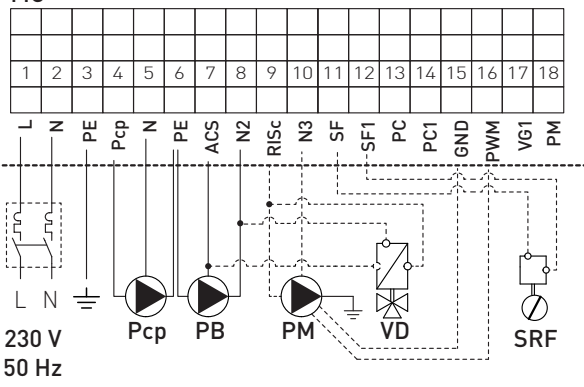 1 2 3 4 5 6 7 8 9 10 11 12 13 14 15 16 17 18
L N PE Pcp N PE ACS N2 RISc N3 SF SF1 PC PC1 GND PWM VG1 PM
L N
Pcp PB PM VD SRF
230 V
50 Hz